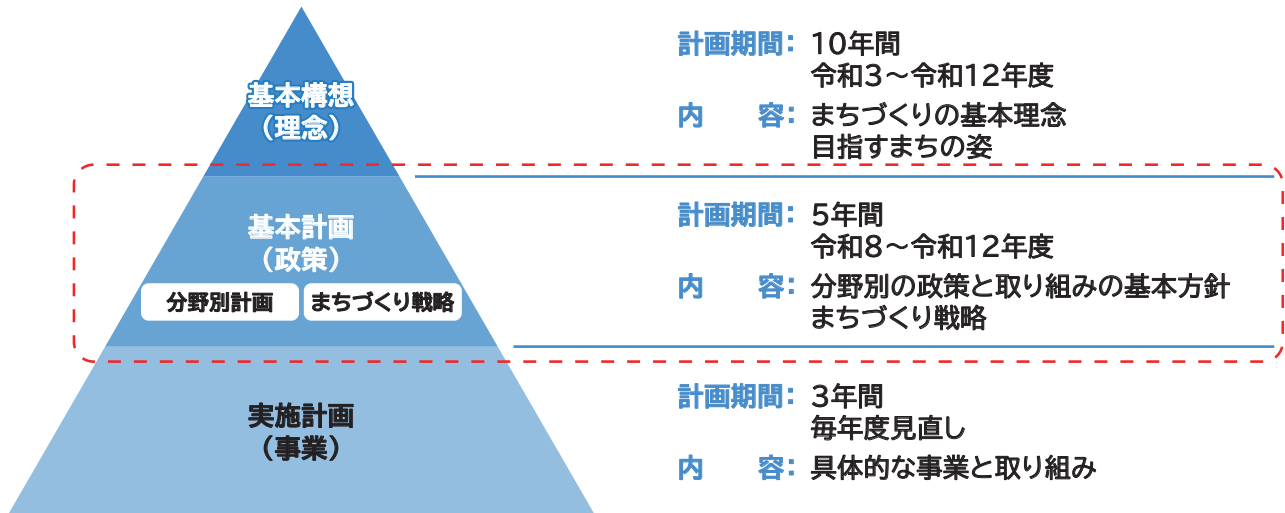 基本構想
（理念）
計画期間： 10年間
令和3～令和12年度
内　　容： まちづくりの基本理念
目指すまちの姿
基本計画
（政策）
分野別計画
まちづくり戦略
計画期間： 5年間
令和8～令和12年度
内　　容： 分野別の政策と取り組みの基本方針
まちづくり戦略
実施計画
（事業）
計画期間： 3年間
毎年度見直し
内　　容： 具体的な事業と取り組み